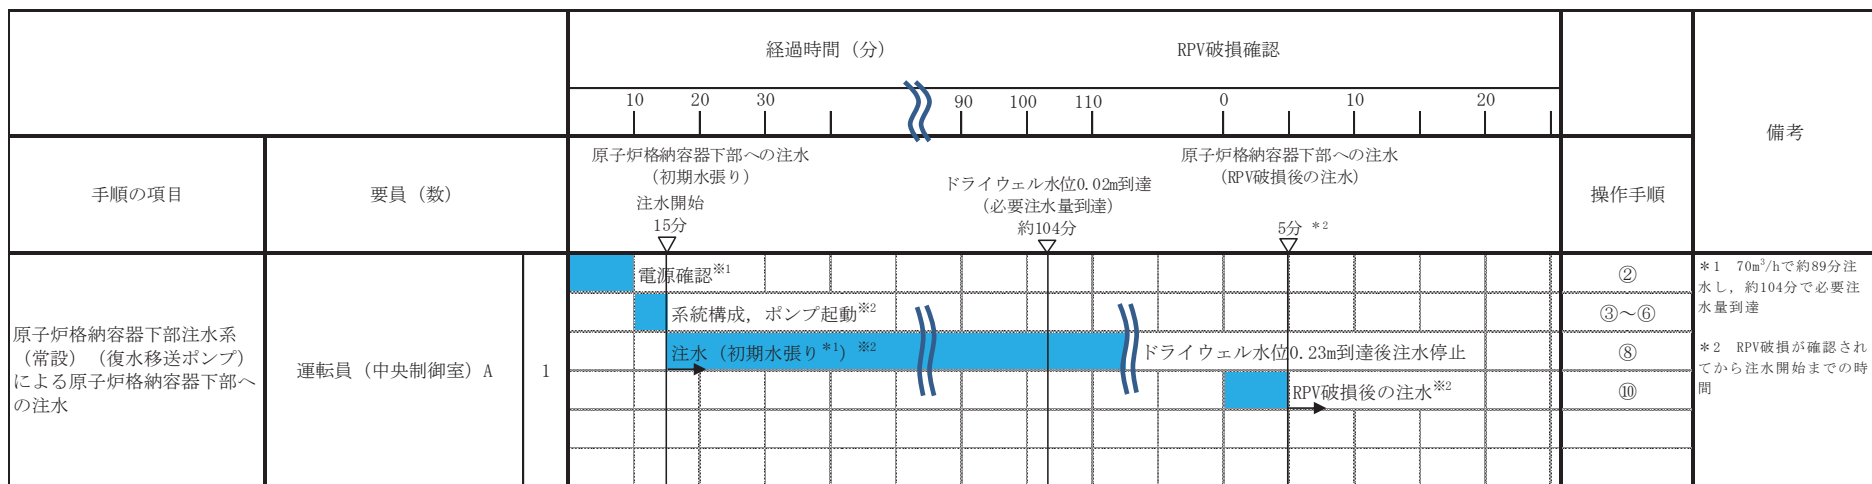 経過時間（分）
RPV破損確認
10 20 30 90 100 110 0 10 20
備考
手順の項目
要員（数）
原子炉格納容器下部への注水
（初期水張り）
注水開始
15分
ドライウェル水位0.02m到達
（必要注水量到達）
約104分
原子炉格納容器下部への注水
（RPV破損後の注水）
5分 ＊2
操作手順
原子炉格納容器下部注水系
（常設）（復水移送ポンプ）
による原子炉格納容器下部へ
の注水
運転員（中央制御室）A
1
電源確認※1
②
系統構成，ポンプ起動※2
③～⑥
注水（初期水張り＊1）※2
ドライウェル水位0.23m到達後注水停止
⑧
RPV破損後の注水※2
⑩
＊1 70m³/hで約89分注
水し，約104分で必要注
水量到達
＊2 RPV破損が確認され
てから注水開始までの時
間